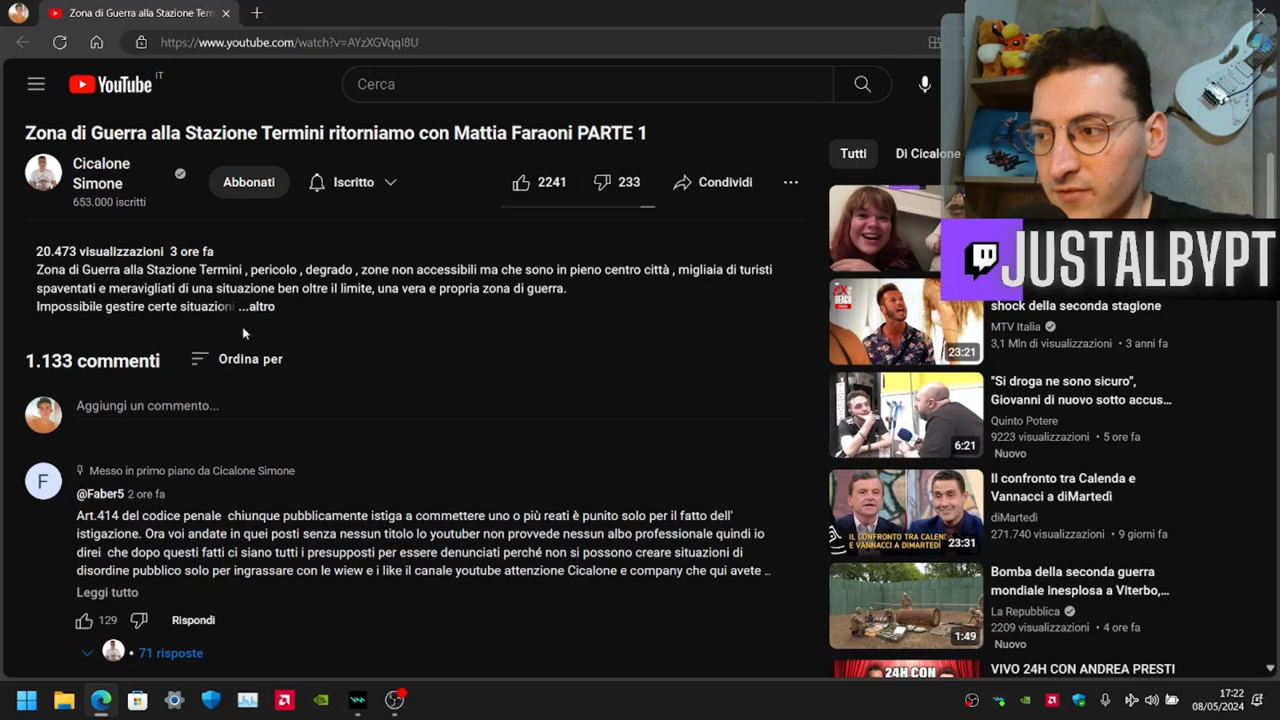 Zona di Guerra alla Stazione Term
https://www.youtube.com/watch?v=AYzXGVqqI8U
YouTube IT
Cerca
Zona di Guerra alla Stazione Termini ritorniamo con Mattia Faraoni PARTE 1
Cicalone
Simone
653.000 iscritti
Abbonati
Iscritto
2241
233
Condividi
20.473 visualizzazioni 3 ore fa
Zona di Guerra alla Stazione Termini , pericolo , degrado , zone non accessibili ma che sono in pieno centro città , migliaia di turisti
spaventati e meravigliati di una situazione ben oltre il limite, una vera e propria zona di guerra.
Impossibile gestire certe situazioni ...altro
1.133 commenti
Ordina per
Aggiungi un commento...
F
Messo in primo piano da Cicalone Simone
@Faber5 2 ore fa
Art.414 del codice penale chiunque pubblicamente istiga a commettere uno o più reati è punito solo per il fatto dell'
istigazione. Ora voi andate in quei posti senza nessun titolo lo youtuber non provvede nessun albo professionale quindi io
direi che dopo questi fatti ci siano tutti i presupposti per essere denunciati perché non si possono creare situazioni di
disordine pubblico solo per ingrassare con le wiew e i like il canale youtube attenzione Cicalone e company che qui avete ...
Leggi tutto
129
Rispondi
71 risposte
Tutti
Di Cicalone
JUSTALBYPT
shock della seconda stagione
MTV Italia
3,1 Mln di visualizzazioni • 3 anni fa
23:21
"Si droga ne sono sicuro",
Giovanni di nuovo sotto accus...
Quinto Potere
9223 visualizzazioni • 5 ore fa
Nuovo
6:21
Il confronto tra Calenda e
Vannacci a diMartedì
diMartedì
271.740 visualizzazioni • 9 giorni fa
IL CONFRONTO TRA CALEN
E VANNACCI A DIMARTEDÌ
23:31
Bomba della seconda guerra
mondiale inesplosa a Viterbo,...
La Repubblica
2209 visualizzazioni • 4 ore fa
Nuovo
1:49
VIVO 24H CON ANDREA PRESTI
24H CON
17:22
08/05/2024